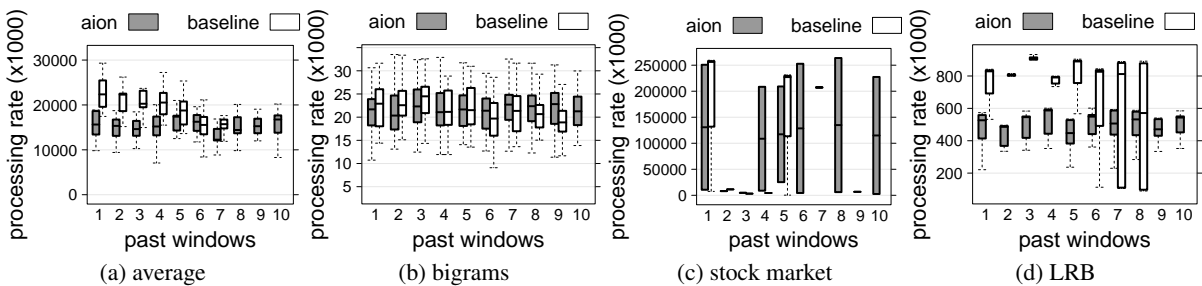 aion baseline
processing rate (x1000)
30000
20000
10000
0
1 2 3 4 5 6 7 8 9 10
past windows
(a) average
aion baseline
processing rate (x1000)
35
30
25
20
15
10
5
1 2 3 4 5 6 7 8 9 10
past windows
(b) bigrams
aion baseline
processing rate (x1000)
250000
200000
150000
100000
50000
0
1 2 3 4 5 6 7 8 9 10
past windows
(c) stock market
aion baseline
processing rate (x1000)
800
600
400
200
1 2 3 4 5 6 7 8 9 10
past windows
(d) LRB